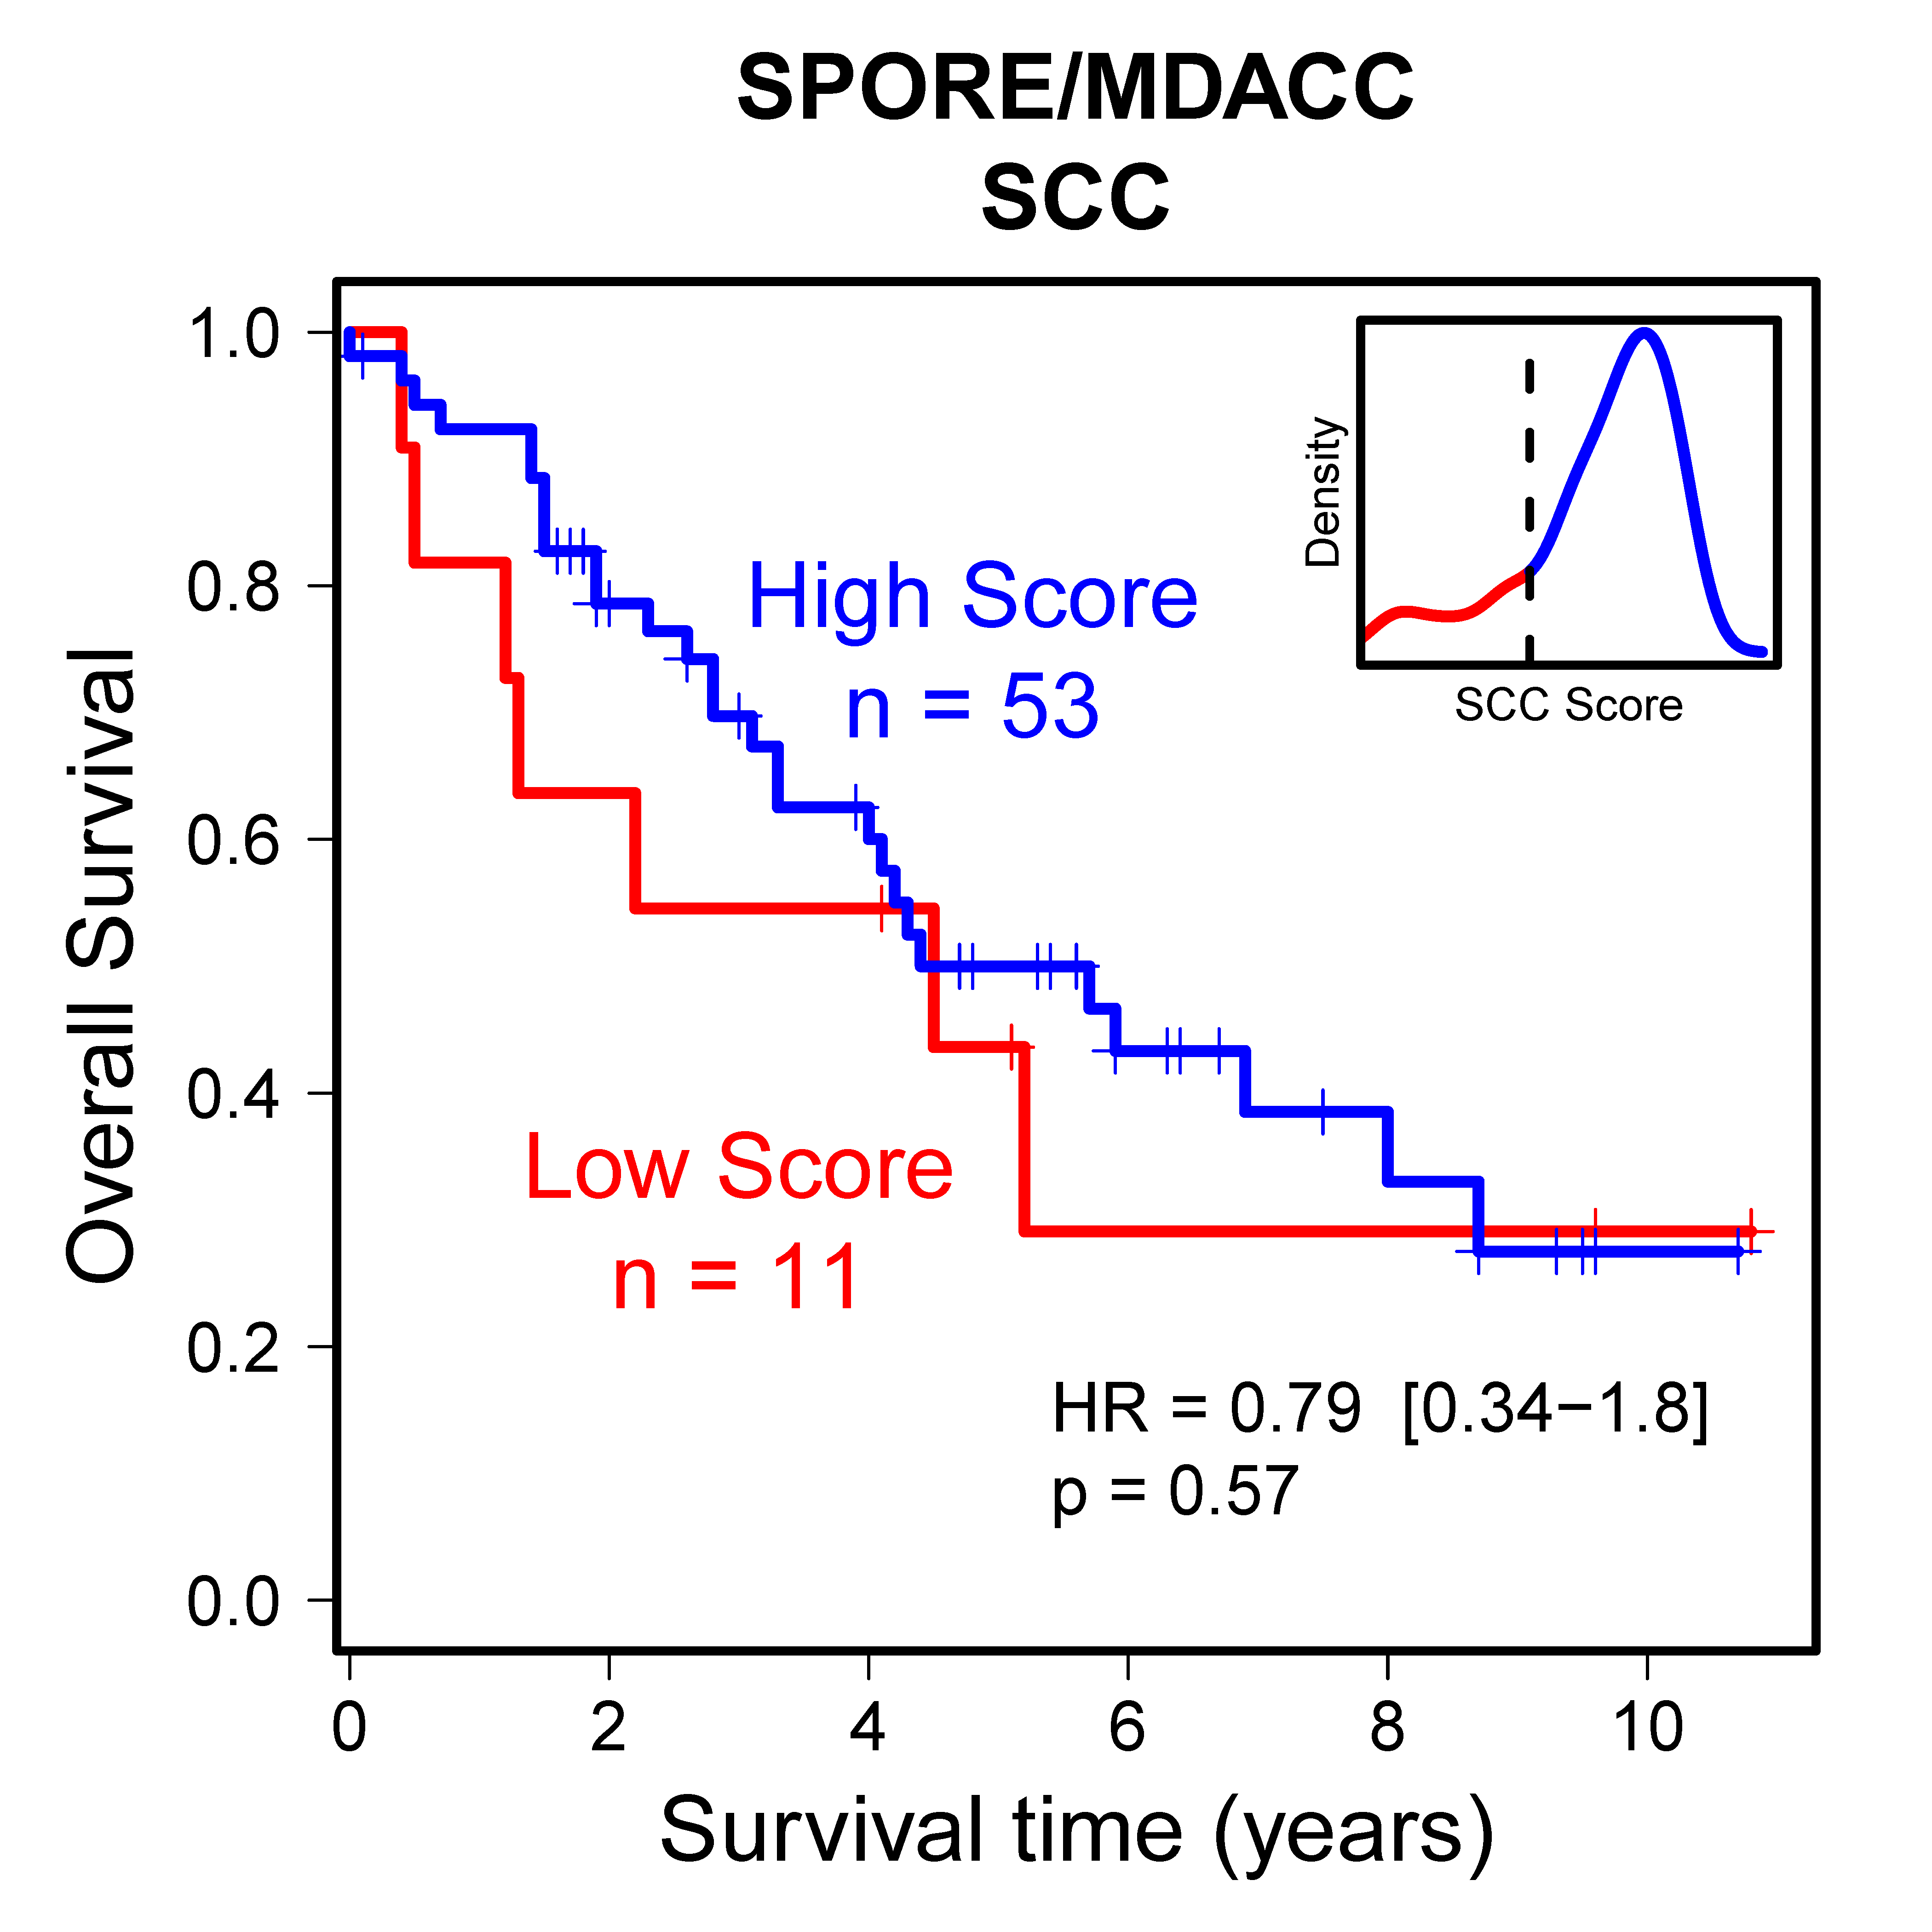 SPORE/MDACC
SCC
Overall Survival
1.0
0.8
0.6
0.4
0.2
0.0
High Score
n = 53
Low Score
n = 11
Density
SCC Score
HR = 0.79 [0.34−1.8]
p = 0.57
0 2 4 6 8 10
Survival time (years)